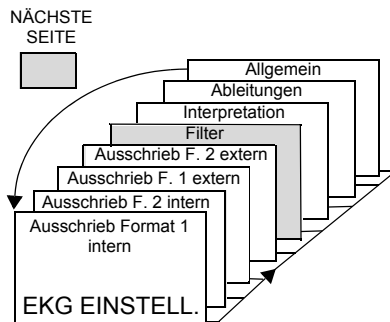 NÄCHSTE
SEITE
Allgemein
Ableitungen
Interpretation
Filter
Ausschrieb F. 2 extern
Ausschrieb F. 1 extern
Ausschrieb F. 2 intern
Ausschrieb Format 1
intern
EKG EINSTELL.